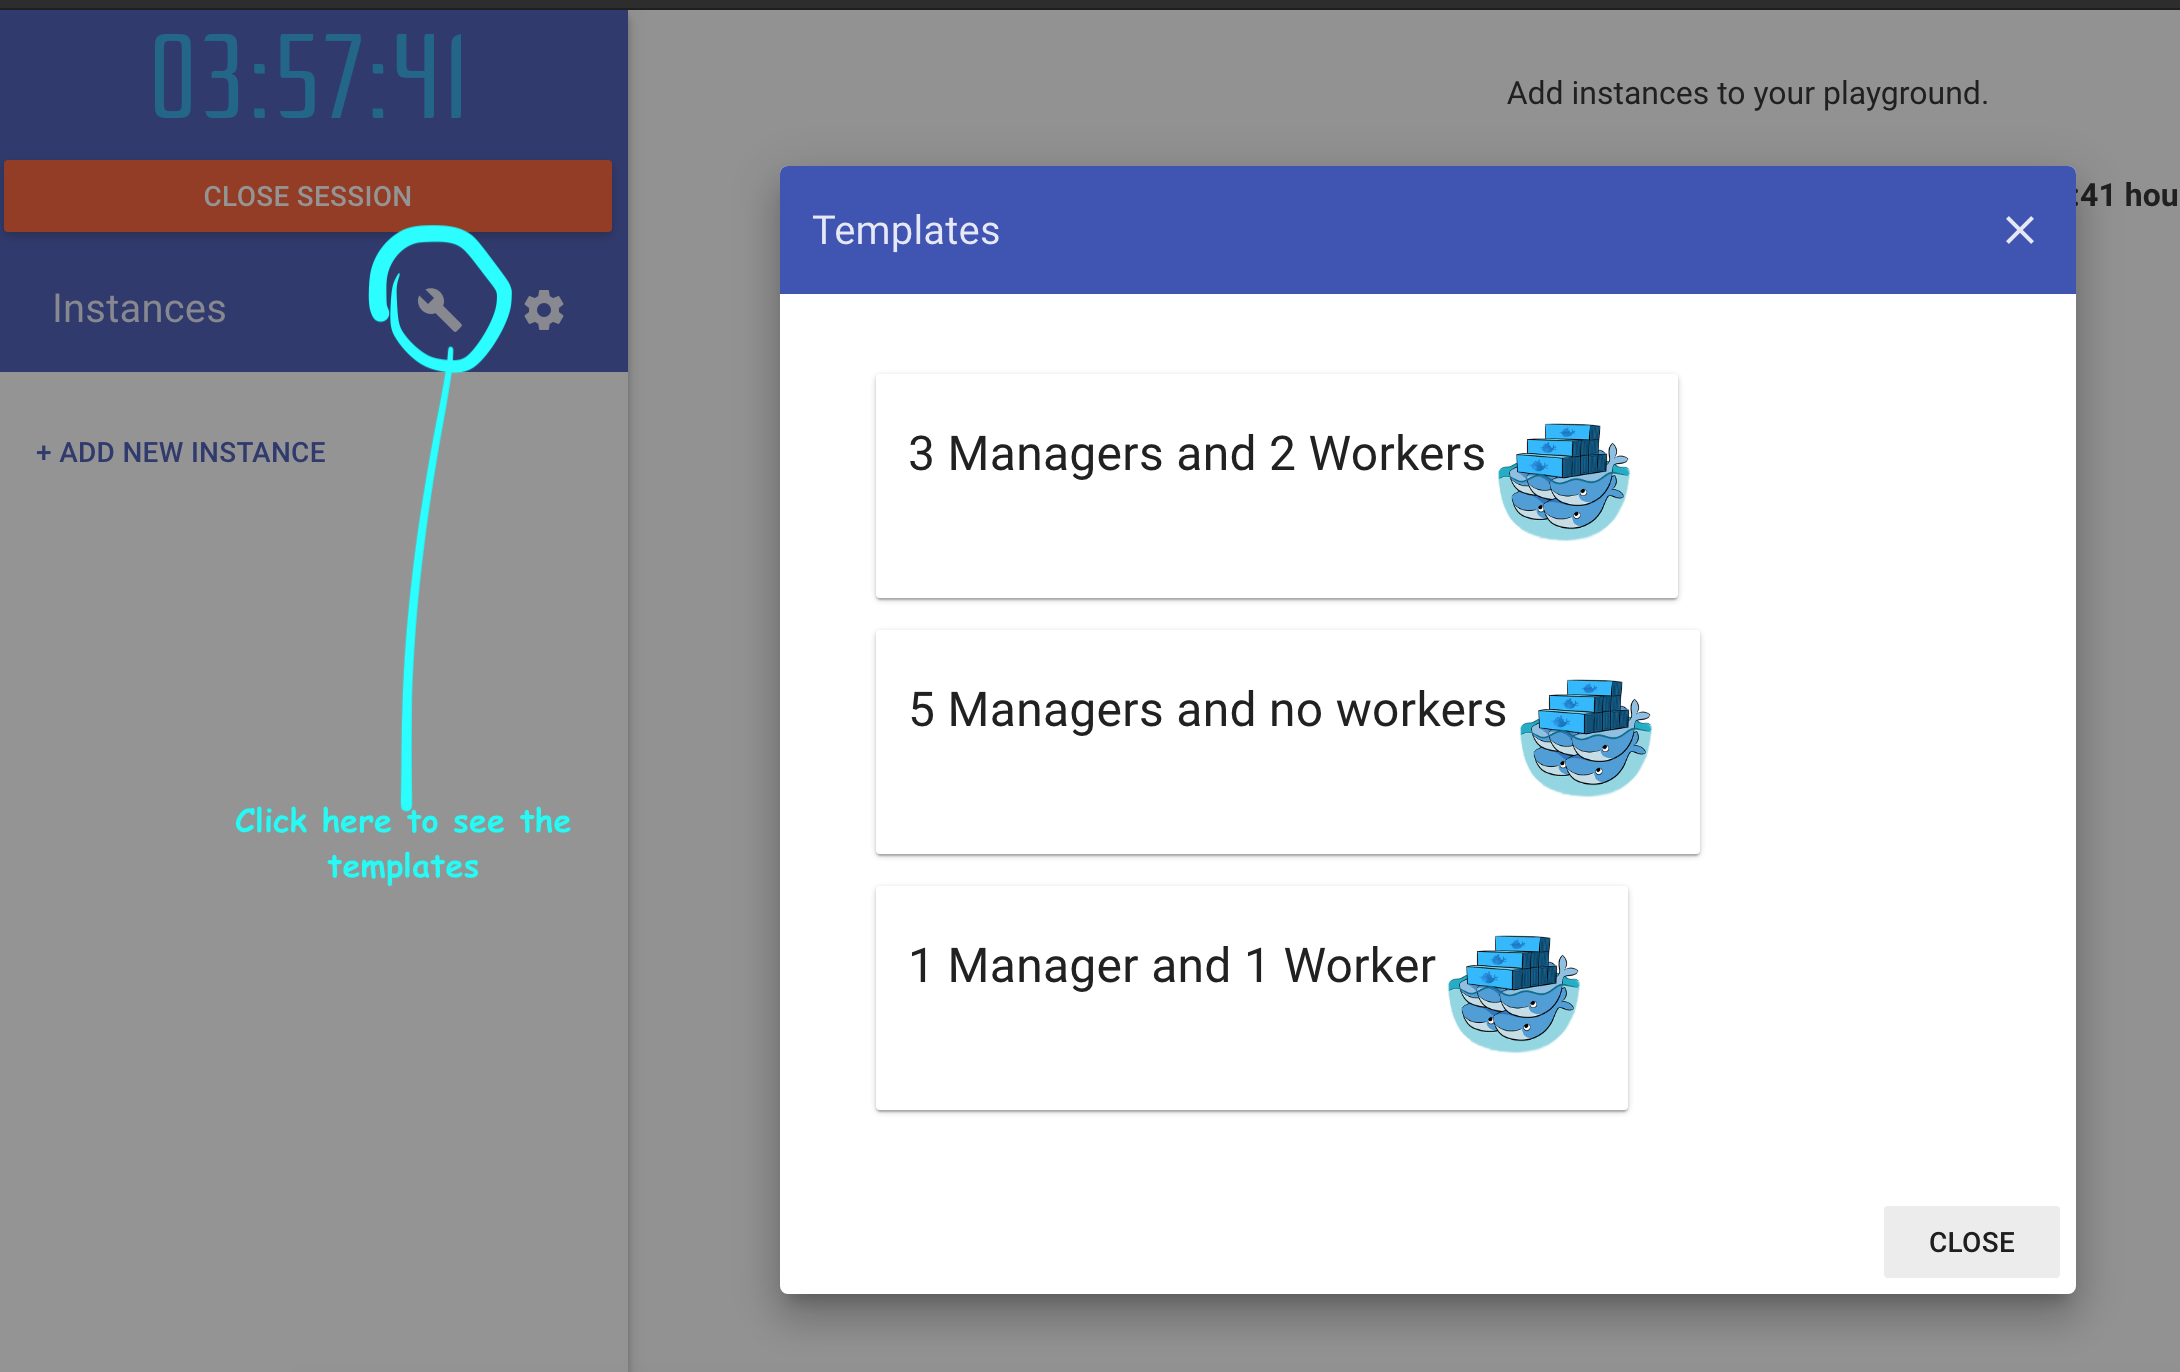 03:57:41
CLOSE SESSION
Instances
+ ADD NEW INSTANCE
Click here to see the
templates
Add instances to your playground.
:41 hou
Templates
3 Managers and 2 Workers
5 Managers and no workers
1 Manager and 1 Worker
CLOSE